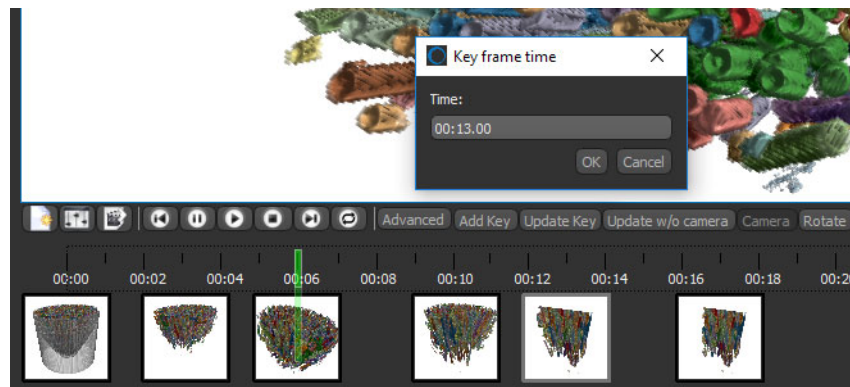 Key frame time
Time:
00:13.00
OK Cancel
Advanced Add Key Update Key Update w/o camera Camera Rotate
00:00 00:02 00:04 00:06 00:08 00:10 00:12 00:14 00:16 00:18 00:2